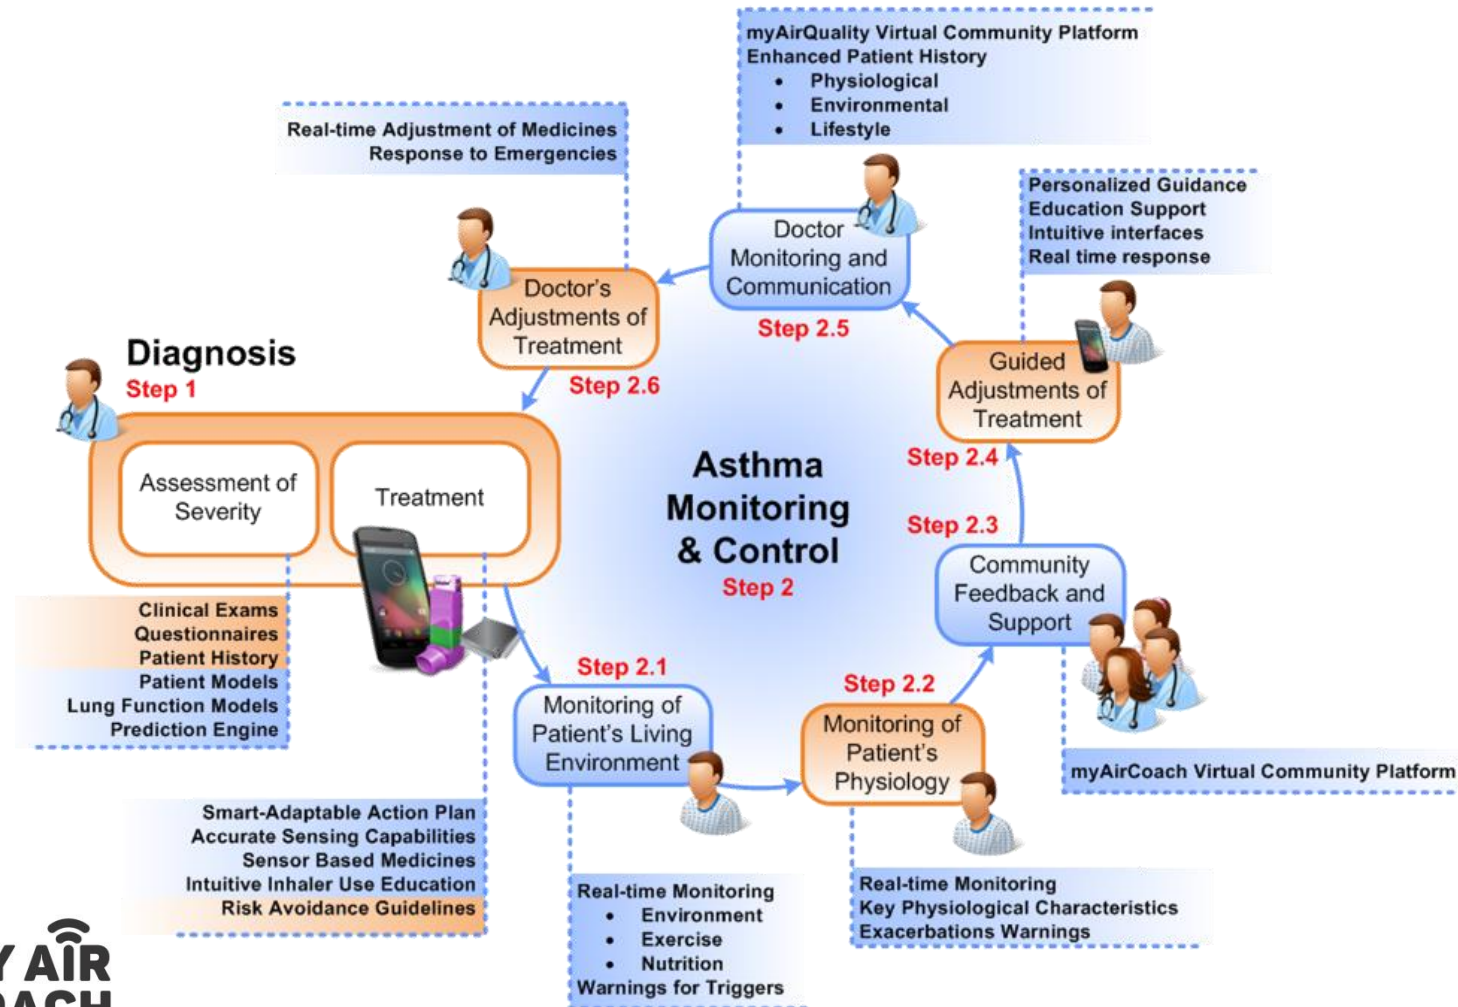 myAirQuality Virtual Community Platform
Enhanced Patient History
• Physiological
• Environmental
• Lifestyle
Real-time Adjustment of Medicines
Response to Emergencies
Personalized Guidance
Education Support
Intuitive interfaces
Real time response
Doctor
Monitoring and
Communication
Step 2.5
Doctor's
Adjustments of
Treatment
Step 2.6
Guided
Adjustments of
Treatment
Step 2.4
Diagnosis
Step 1
Assessment of
Severity
Treatment
Asthma
Monitoring
& Control
Step 2
Step 2.3
Community
Feedback and
Support
Clinical Exams
Questionnaires
Patient History
Patient Models
Lung Function Models
Prediction Engine
Step 2.1
Monitoring of
Patient's Living
Environment
Step 2.2
Monitoring of
Patient's
Physiology
myAirCoach Virtual Community Platform
Smart-Adaptable Action Plan
Accurate Sensing Capabilities
Sensor Based Medicines
Intuitive Inhaler Use Education
Risk Avoidance Guidelines
Real-time Monitoring
• Environment
• Exercise
• Nutrition
Warnings for Triggers
Real-time Monitoring
Key Physiological Characteristics
Exacerbations Warnings
Y AIR